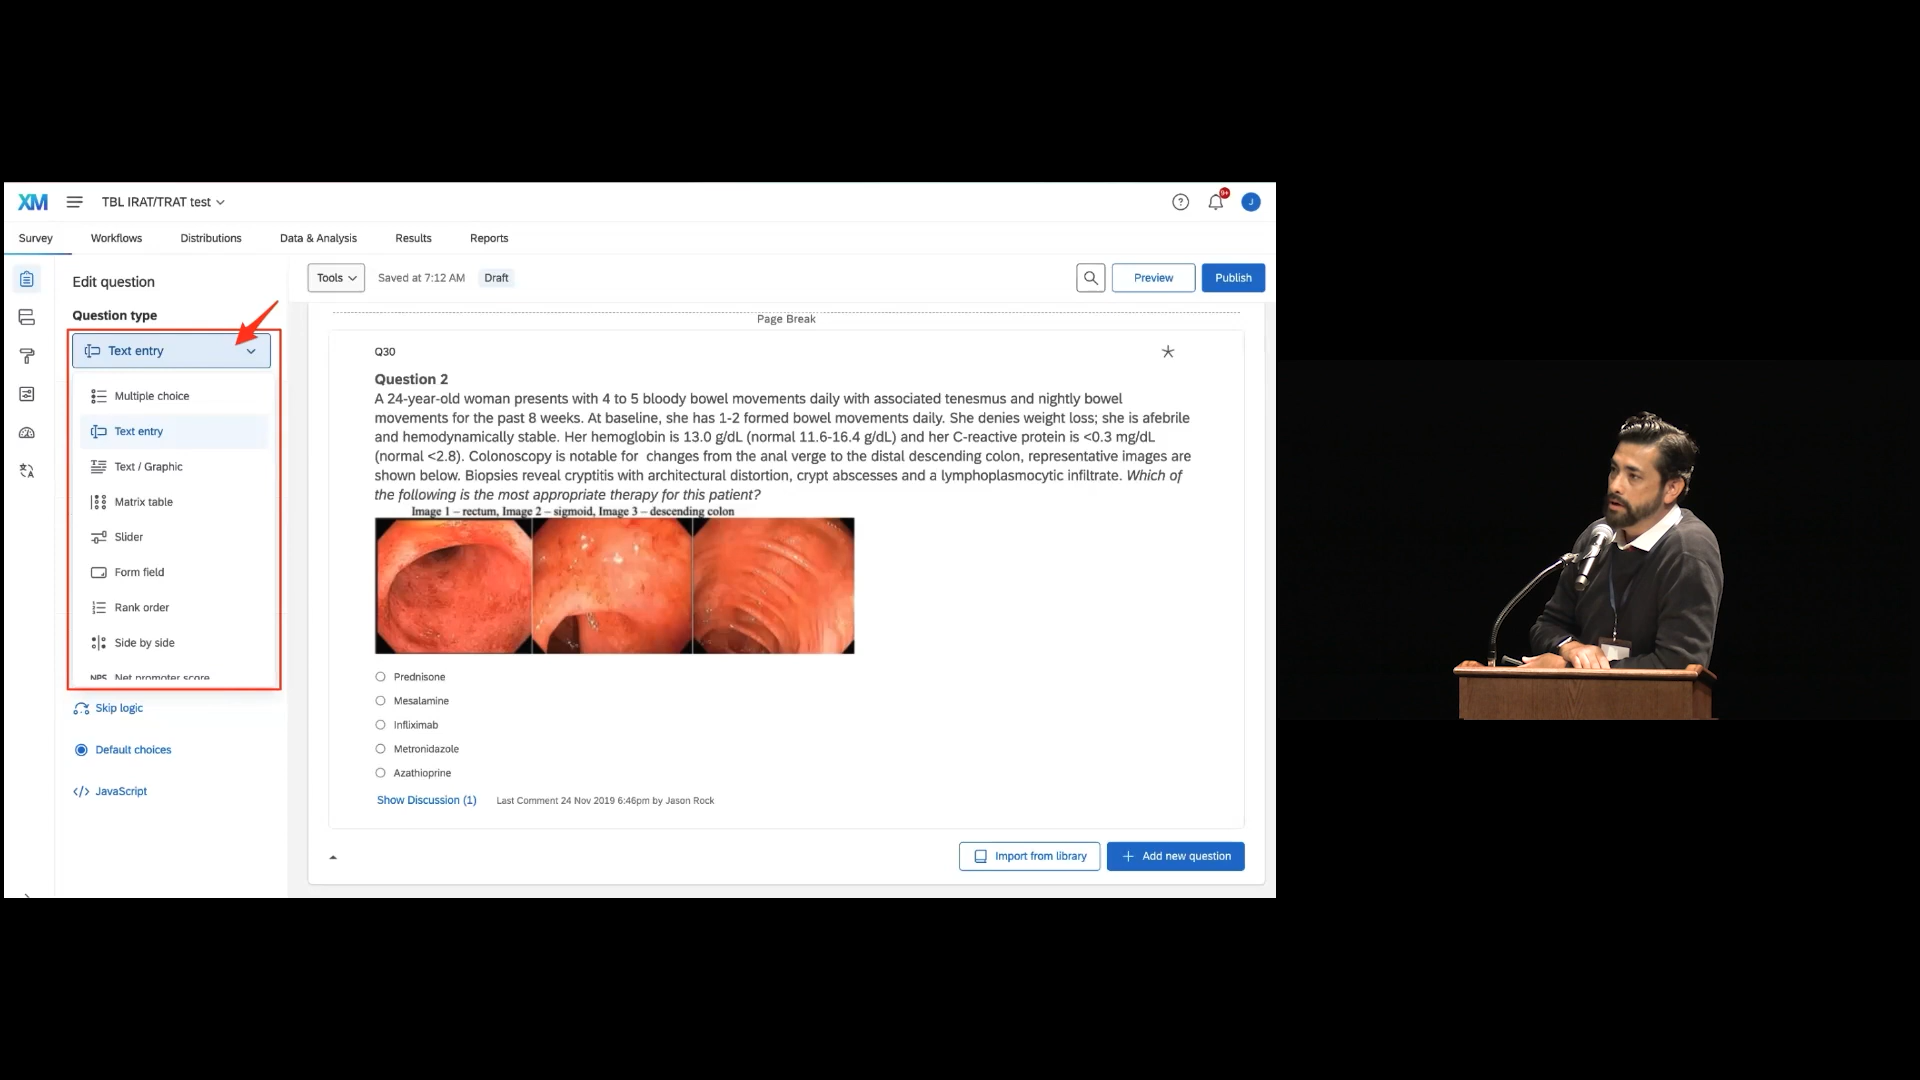 XM
TBL IRAT/TRAT test
?
9+
J
Survey
Workflows
Distributions
Data & Analysis
Results
Reports
Edit question
Tools
Saved at 7:12 AM
Draft
Preview
Publish
Question type
Text entry
Multiple choice
Text entry
Text / Graphic
Matrix table
Slider
Form field
Rank order
Side by side
NPS Net promoter score
Skip logic
Default choices
</> JavaScript
Page Break
Q30
Question 2
A 24-year-old woman presents with 4 to 5 bloody bowel movements daily with associated tenesmus and nightly bowel
movements for the past 8 weeks. At baseline, she has 1-2 formed bowel movements daily. She denies weight loss; she is afebrile
and hemodynamically stable. Her hemoglobin is 13.0 g/dL (normal 11.6-16.4 g/dL) and her C-reactive protein is <0.3 mg/dL
(normal <2.8). Colonoscopy is notable for changes from the anal verge to the distal descending colon, representative images are
shown below. Biopsies reveal cryptitis with architectural distortion, crypt abscesses and a lymphoplasmocytic infiltrate. Which of
the following is the most appropriate therapy for this patient?
Image 1 – rectum, Image 2 – sigmoid, Image 3 – descending colon
Prednisone
Mesalamine
Infliximab
Metronidazole
Azathioprine
Show Discussion (1)
Last Comment 24 Nov 2019 6:46pm by Jason Rock
Import from library
+ Add new question